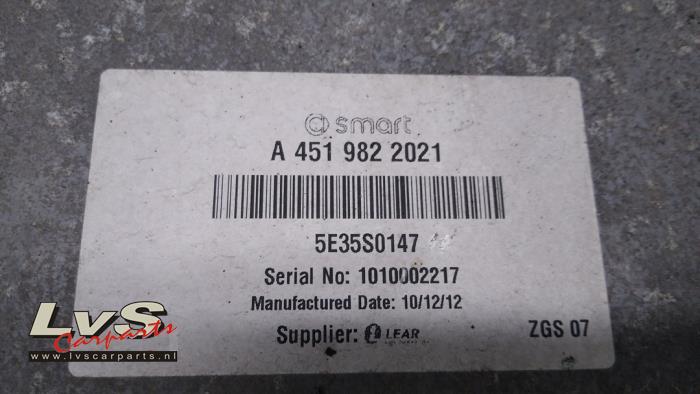 smart
A 451 982 2021
5E35S0147
Serial No: 1010002217
Manufactured Date: 10/12/12
Supplier: LEAR
ZGS 07
LvS
Carparts
www.lvscarparts.nl